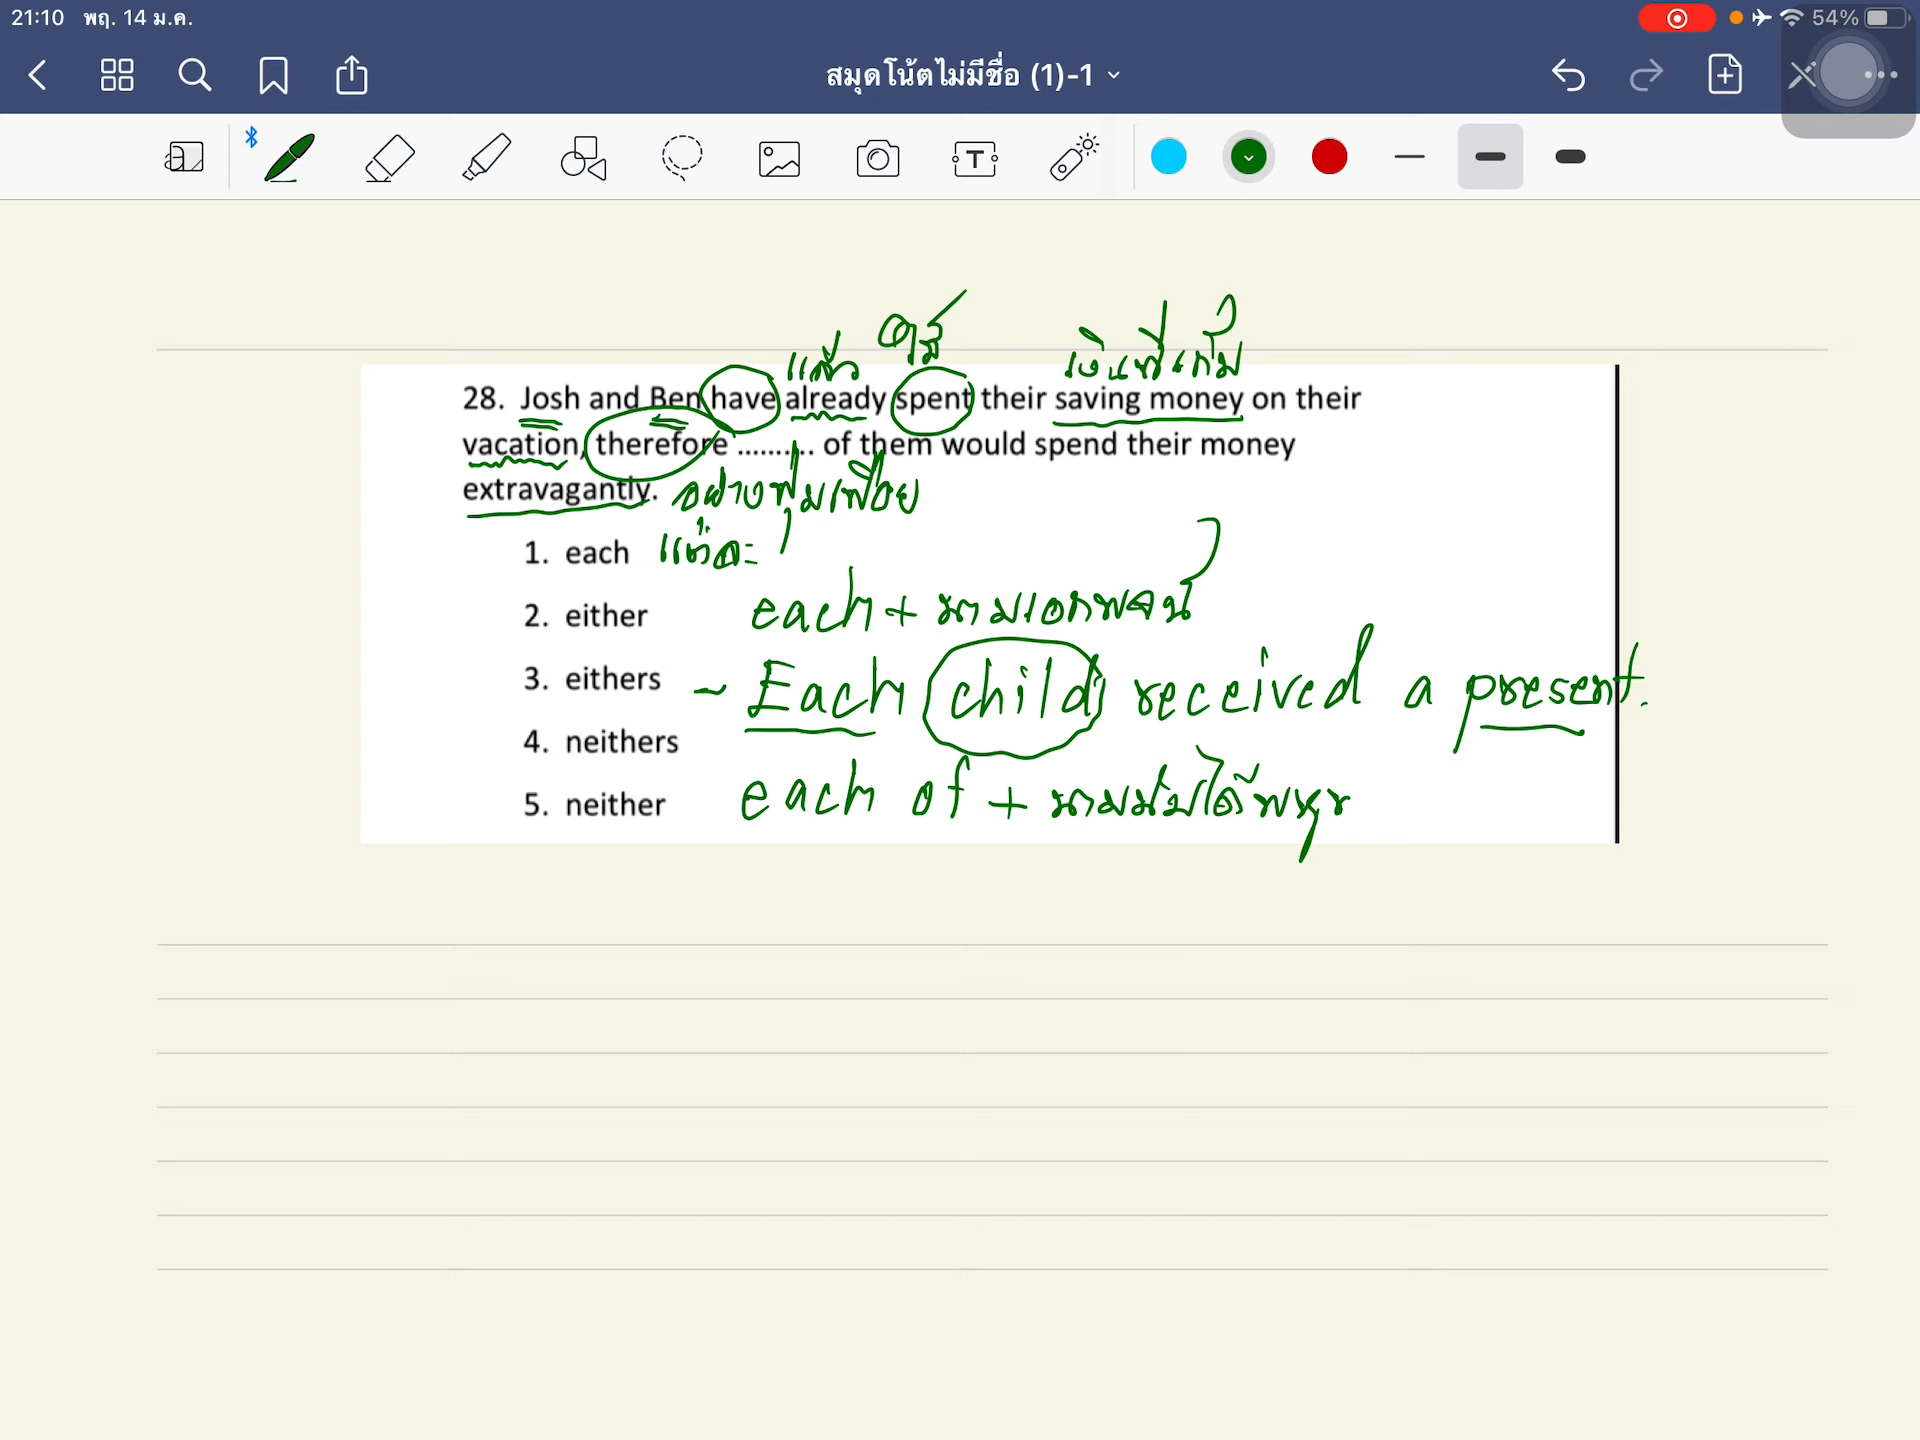 21:10 พฤ. 14 ม.ค.
54%
สมุดโน้ตไม่มีชื่อ (1)-1
T
แล้ว ใช้ เงินที่เก็บ
28. Josh and Ben have already spent their saving money on their
vacation, therefore .......... of them would spend their money
extravagantly. อย่างฟุ่มเฟือย
1. each แต่ละ
2. either each + นามเอกพจน์
3. eithers ~ Each child received a present.
4. neithers
5. neither each of + นามนับได้พหูพ